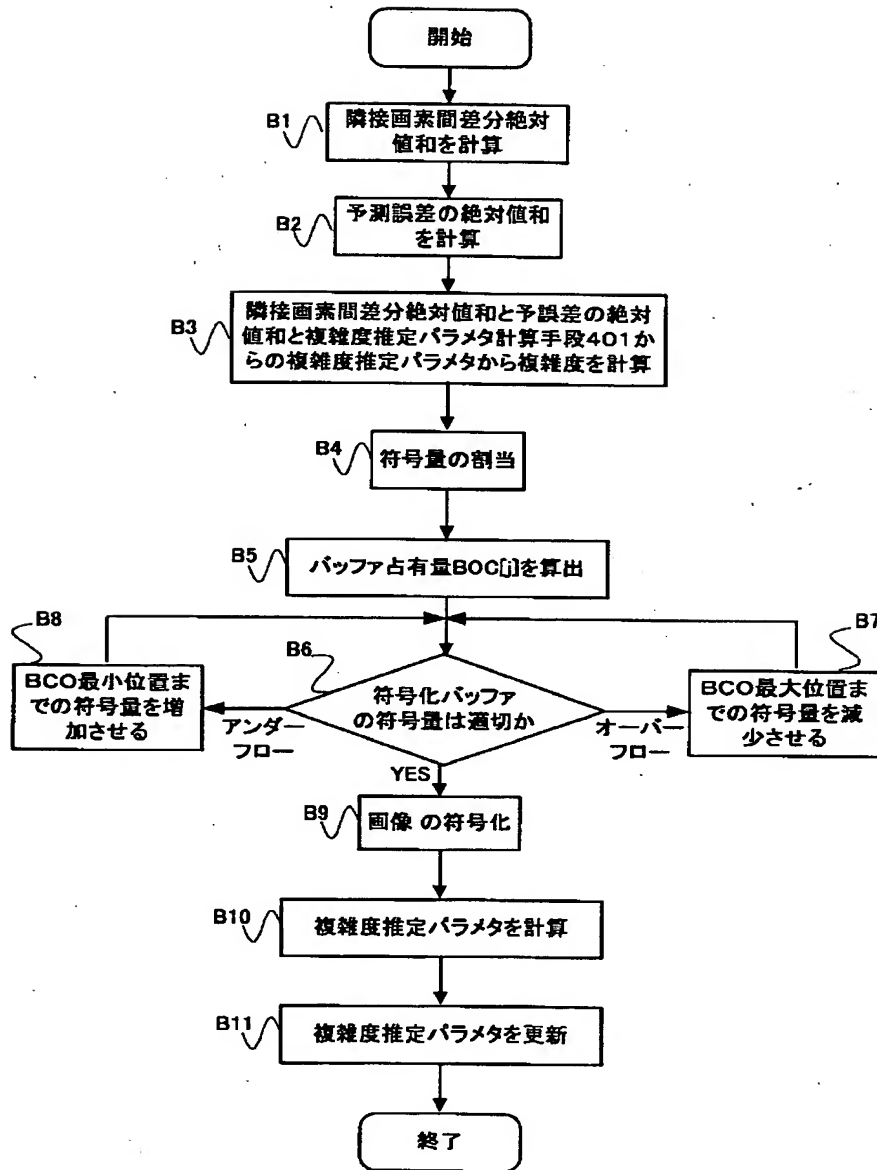 開始
B1
隣接画素間差分絶対
値和を計算
B2
予測誤差の絶対値和
を計算
B3
隣接画素間差分絶対値和と予誤差の絶対
値和と複雑度推定パラメタ計算手段401か
らの複雑度推定パラメタから複雑度を計算
B4
符号量の割当
B5
バッファ占有量BOC[j]を算出
B8
BCO最小位置ま
での符号量を増
加させる
アンダー
フロー
B6
符号化バッファ
の符号量は適切か
オーバー
フロー
B7
BCO最大位置ま
での符号量を減
少させる
YES
B9
画像 の符号化
B10
複雑度推定パラメタを計算
B11
複雑度推定パラメタを更新
終了